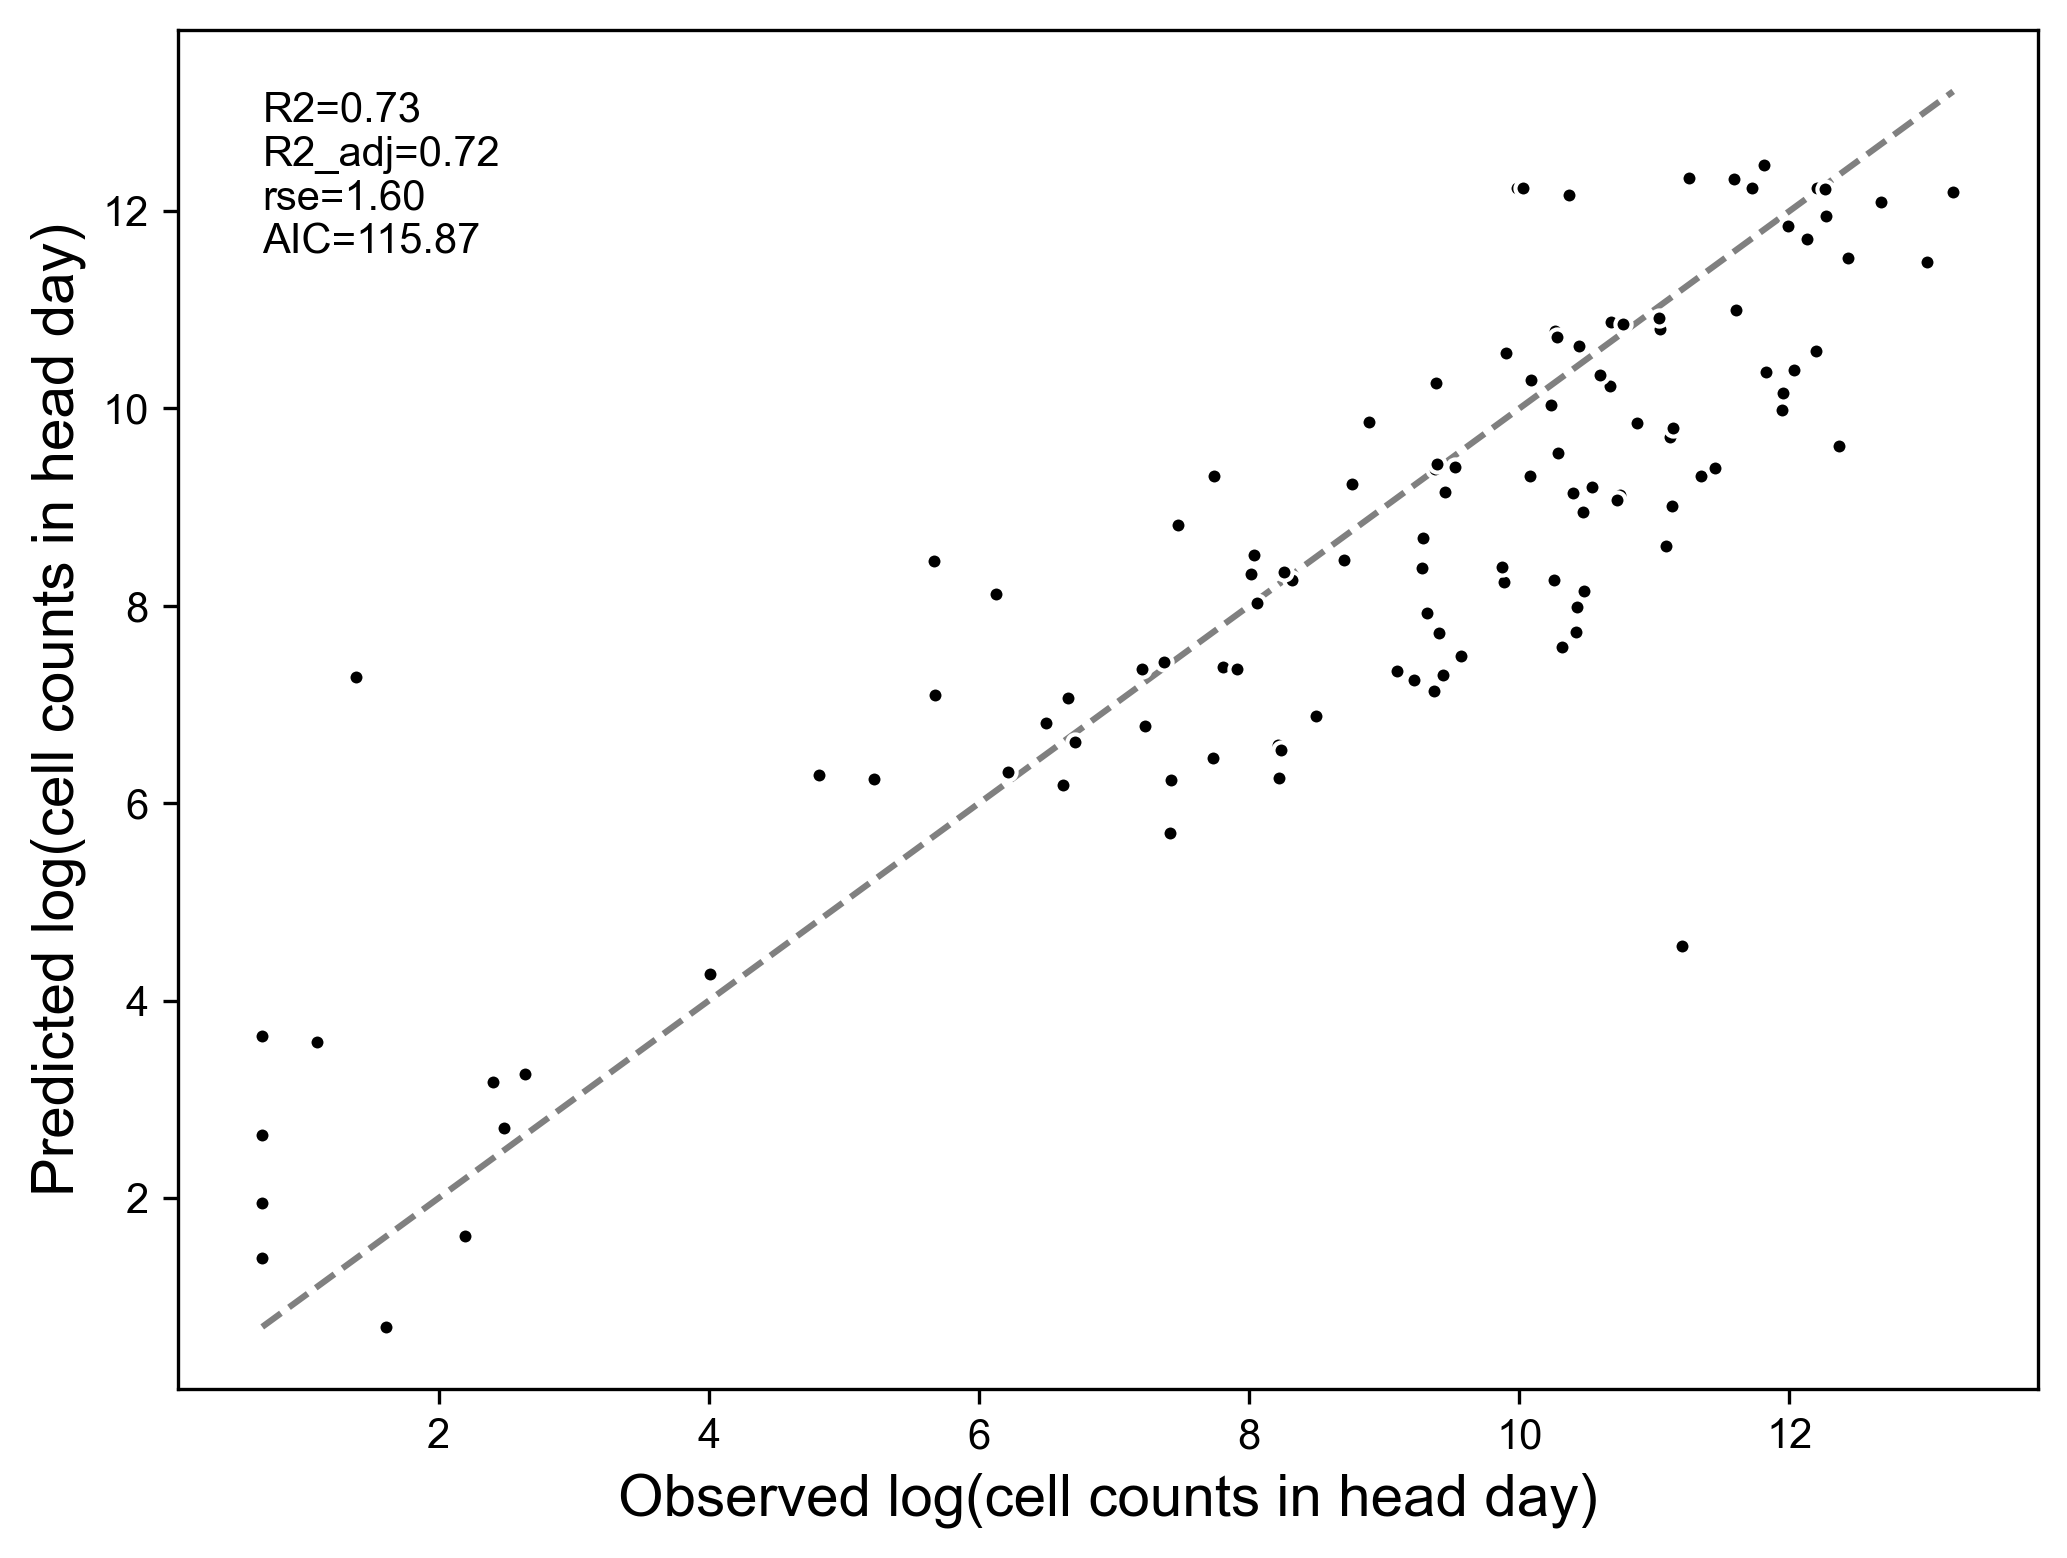 R2=0.73
R2_adj=0.72
rse=1.60
AIC=115.87
Predicted log(cell counts in head day)
12
10
8
6
4
2
2 4 6 8 10 12
Observed log(cell counts in head day)